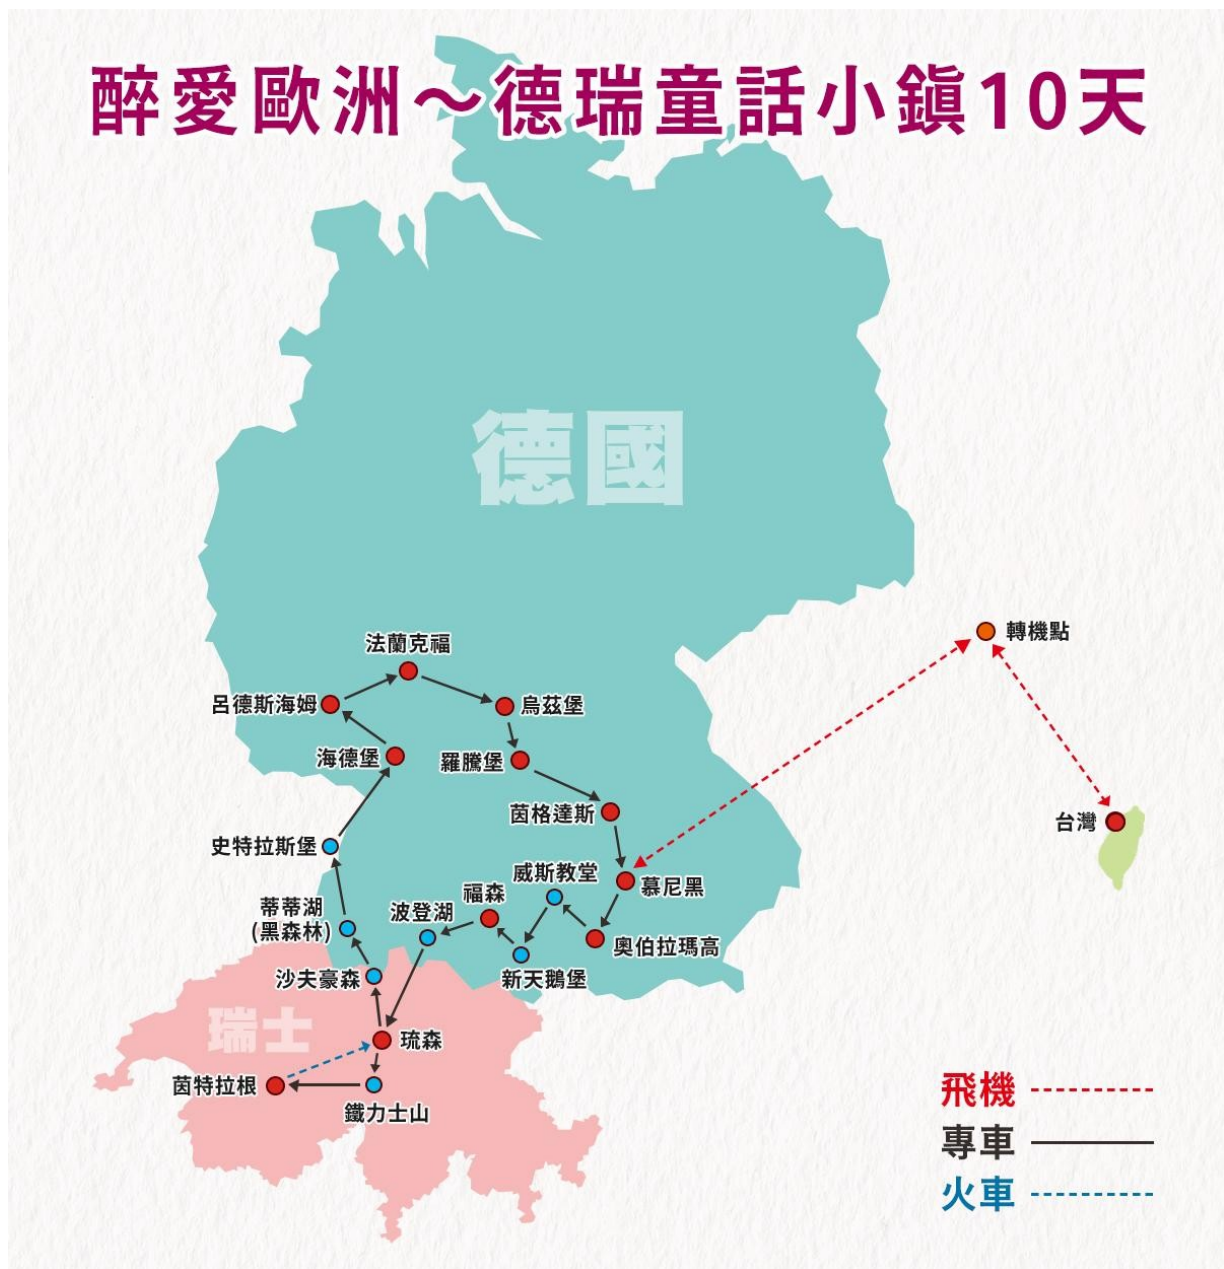 醉愛歐洲～德瑞童話小鎮10天
德國
法蘭克福
轉機點
呂德斯海姆
烏茲堡
海德堡
羅騰堡
茵格達斯
台灣
史特拉斯堡
威斯教堂
慕尼黑
福森
蒂蒂湖
(黑森林)
波登湖
奧伯拉瑪高
沙夫豪森
新天鵝堡
瑞士
琉森
茵特拉根
鐵力士山
飛機
專車
火車